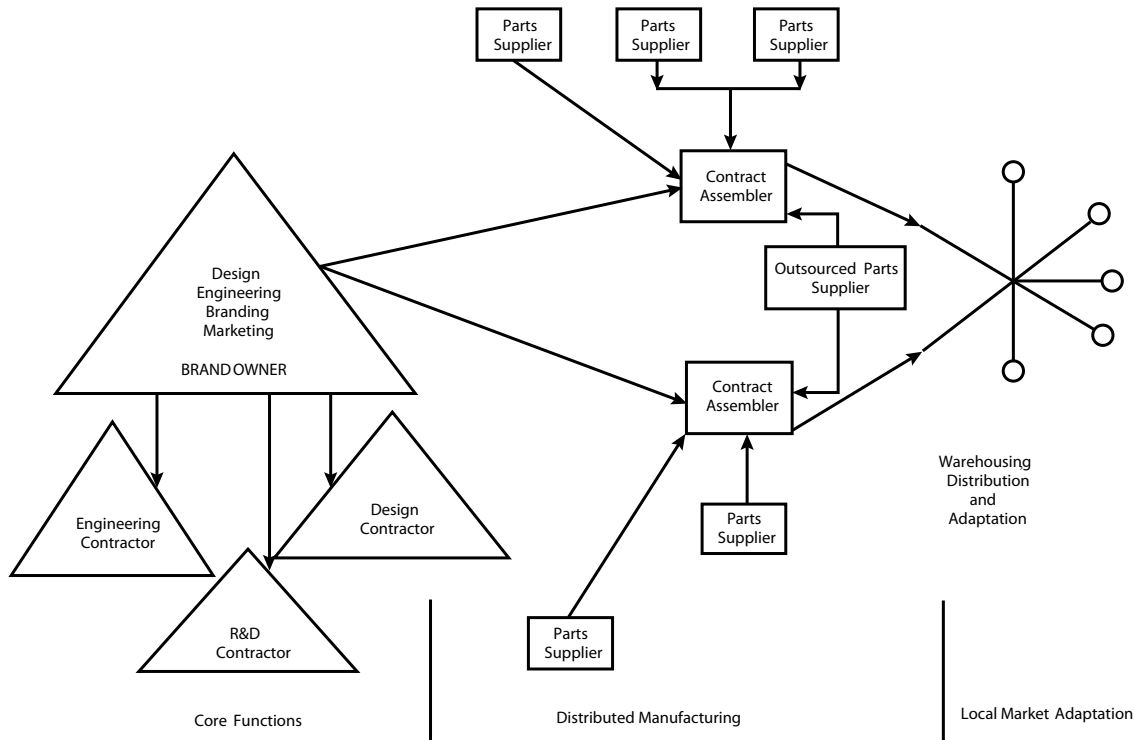 Parts
Supplier
Parts
Supplier
Parts
Supplier
Contract
Assembler
Design
Engineering
Branding
Marketing
BRAND OWNER
Outsourced Parts
Supplier
Contract
Assembler
Engineering
Contractor
Design
Contractor
R&D
Contractor
Parts
Supplier
Parts
Supplier
Warehousing
Distribution
and
Adaptation
Core Functions
Distributed Manufacturing
Local Market Adaptation